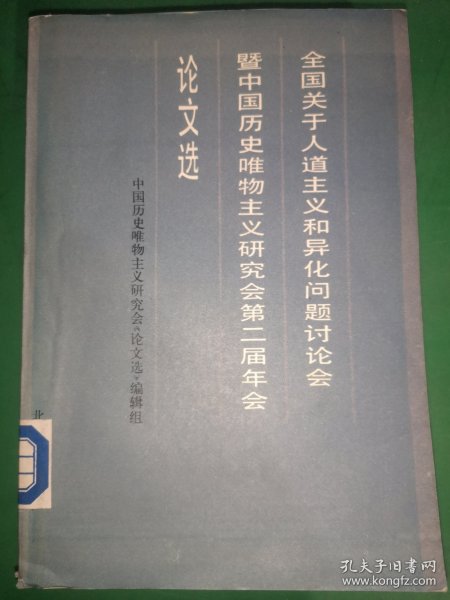 全国关于人道主义和异化问题讨论会
暨中国历史唯物主义研究会第二届年会
论文选
中国历史唯物主义研究会《论文选》编辑组
北
孔夫子旧书网
www.kongfz.com